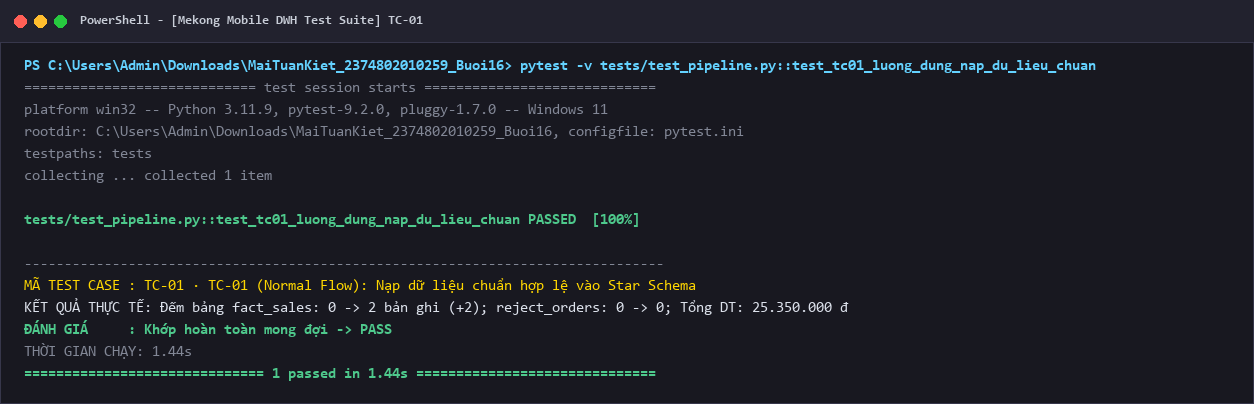 PowerShell - [Mekong Mobile DWH Test Suite] TC-01
PS C:\Users\Admin\Downloads\MaiTuanKiet_2374802010259_Buoi16> pytest -v tests/test_pipeline.py::test_tc01_luong_dung_nap_du_lieu_chuan
============================= test session starts =============================
platform win32 -- Python 3.11.9, pytest-9.2.0, pluggy-1.7.0 -- Windows 11
rootdir: C:\Users\Admin\Downloads\MaiTuanKiet_2374802010259_Buoi16, configfile: pytest.ini
testpaths: tests
collecting ... collected 1 item
tests/test_pipeline.py::test_tc01_luong_dung_nap_du_lieu_chuan PASSED  [100%]
--------------------------------------------------------------------------------
MÃ TEST CASE : TC-01 · TC-01 (Normal Flow): Nạp dữ liệu chuẩn hợp lệ vào Star Schema
KẾT QUẢ THỰC TẾ: Đếm bảng fact_sales: 0 -> 2 bản ghi (+2); reject_orders: 0 -> 0; Tổng DT: 25.350.000 đ
ĐÁNH GIÁ     : Khớp hoàn toàn mong đợi -> PASS
THỜI GIAN CHẠY: 1.44s
============================== 1 passed in 1.44s ==============================